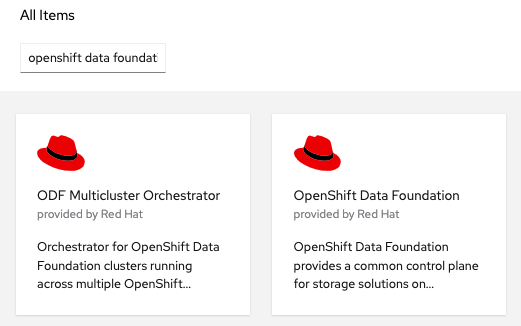 All Items
openshift data foundat
ODF Multicluster Orchestrator
provided by Red Hat
Orchestrator for OpenShift Data
Foundation clusters running
across multiple OpenShift...
OpenShift Data Foundation
provided by Red Hat
OpenShift Data Foundation
provides a common control plane
for storage solutions on...